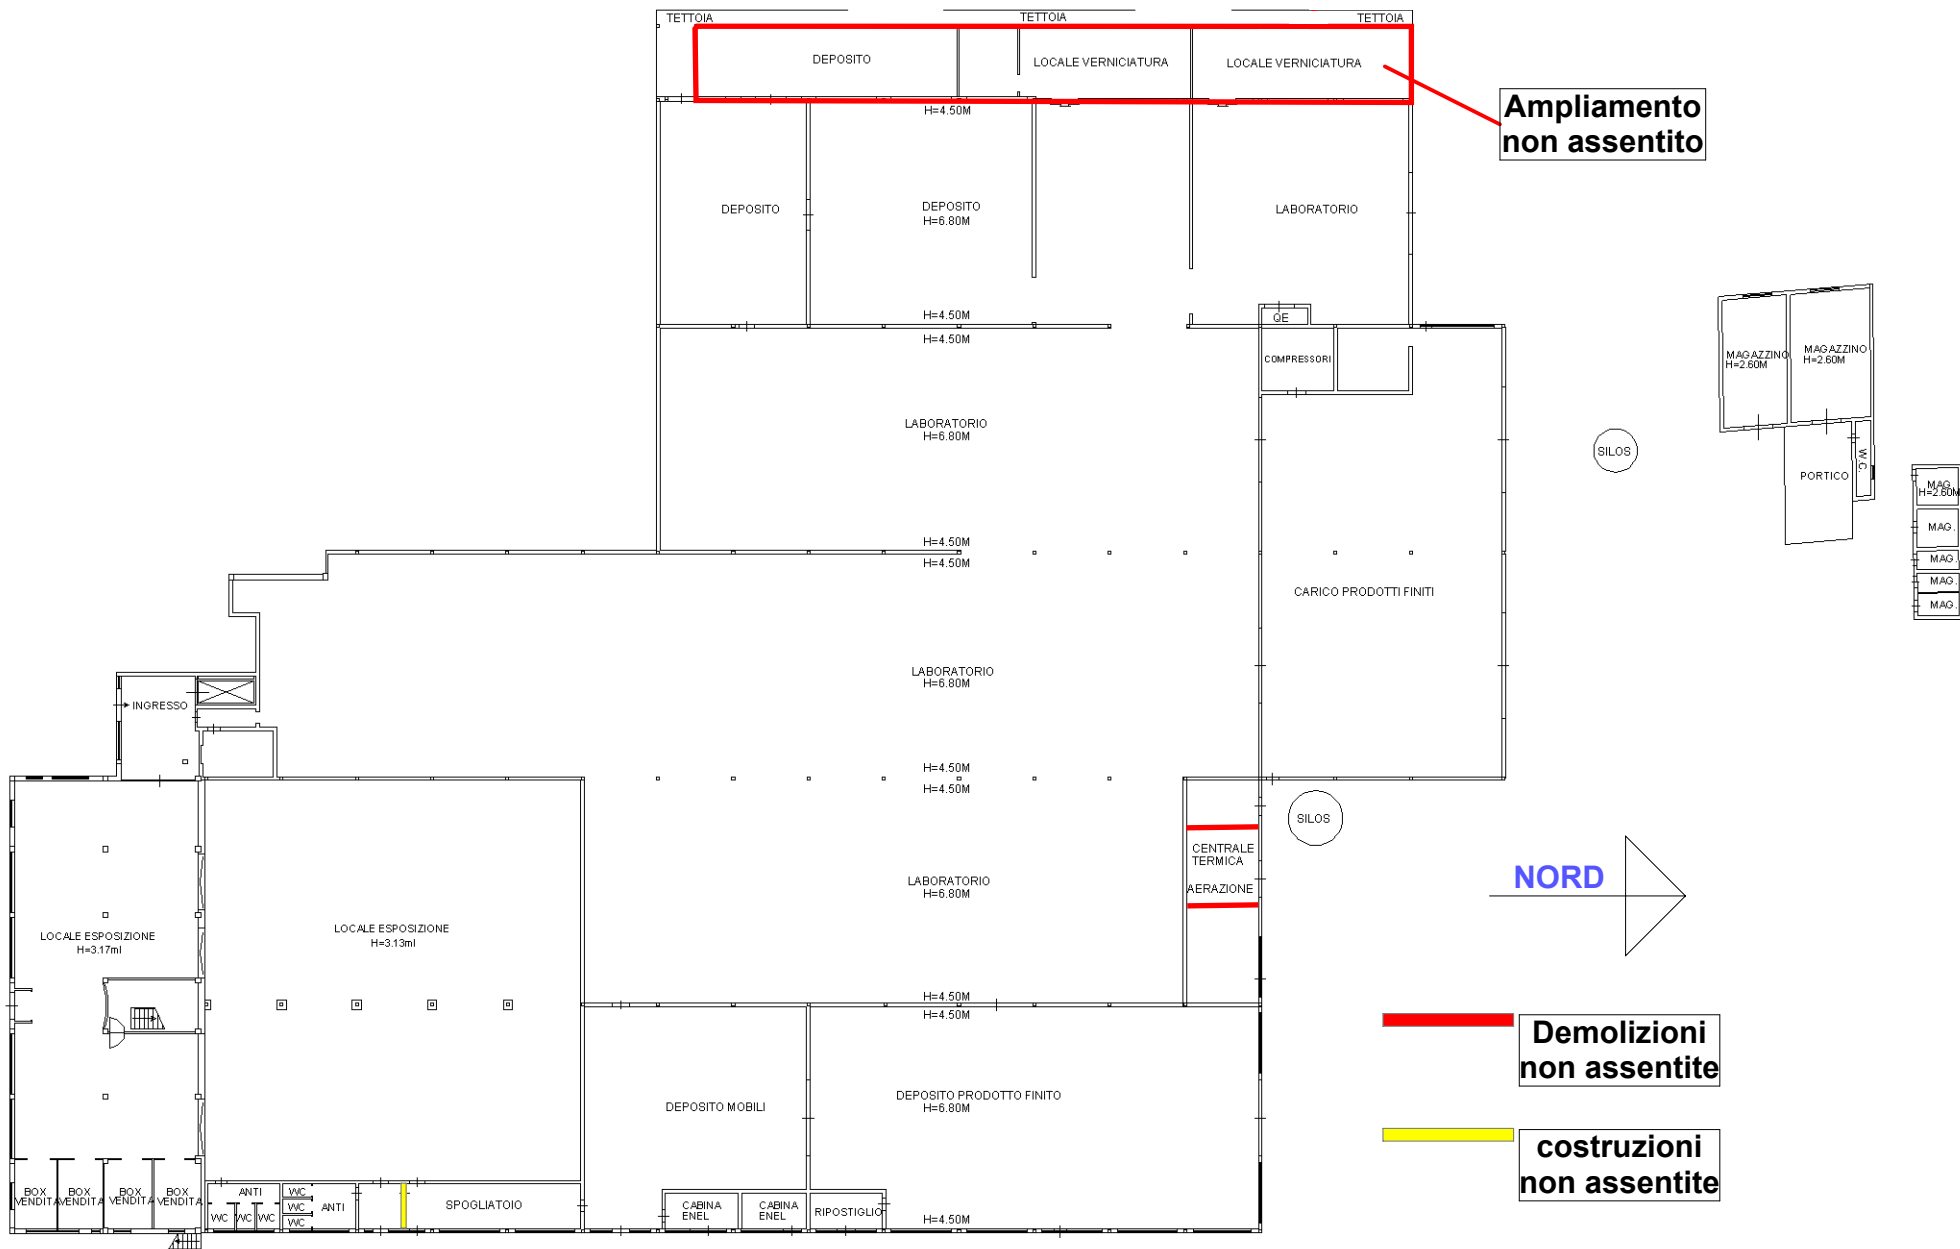 TETTOIA
TETTOIA
TETTOIA
DEPOSITO
LOCALE VERNICIATURA
LOCALE VERNICIATURA
Ampliamento
non assentito
H=4.50M
DEPOSITO
DEPOSITO
H=6.80M
LABORATORIO
H=4.50M
QE
H=4.50M
COMPRESSORI
MAGAZZINO
H=2.60M
MAGAZZINO
H=2.60M
LABORATORIO
H=6.80M
SILOS
PORTICO
W.C.
MAG.
H=2.60M
MAG.
MAG.
MAG.
MAG.
H=4.50M
H=4.50M
CARICO PRODOTTI FINITI
LABORATORIO
H=6.80M
INGRESSO
H=4.50M
H=4.50M
SILOS
CENTRALE
TERMICA
AERAZIONE
LABORATORIO
H=6.80M
NORD
LOCALE ESPOSIZIONE
H=3.17ml
LOCALE ESPOSIZIONE
H=3.13ml
H=4.50M
H=4.50M
Demolizioni
non assentite
DEPOSITO MOBILI
DEPOSITO PRODOTTO FINITO
H=6.80M
costruzioni
non assentite
BOX
VENDITA
BOX
VENDITA
BOX
VENDITA
BOX
VENDITA
ANTI
WC
WC
WC
WC
WC
WC
ANTI
SPOGLIATOIO
CABINA
ENEL
CABINA
ENEL
RIPOSTIGLIO
H=4.50M